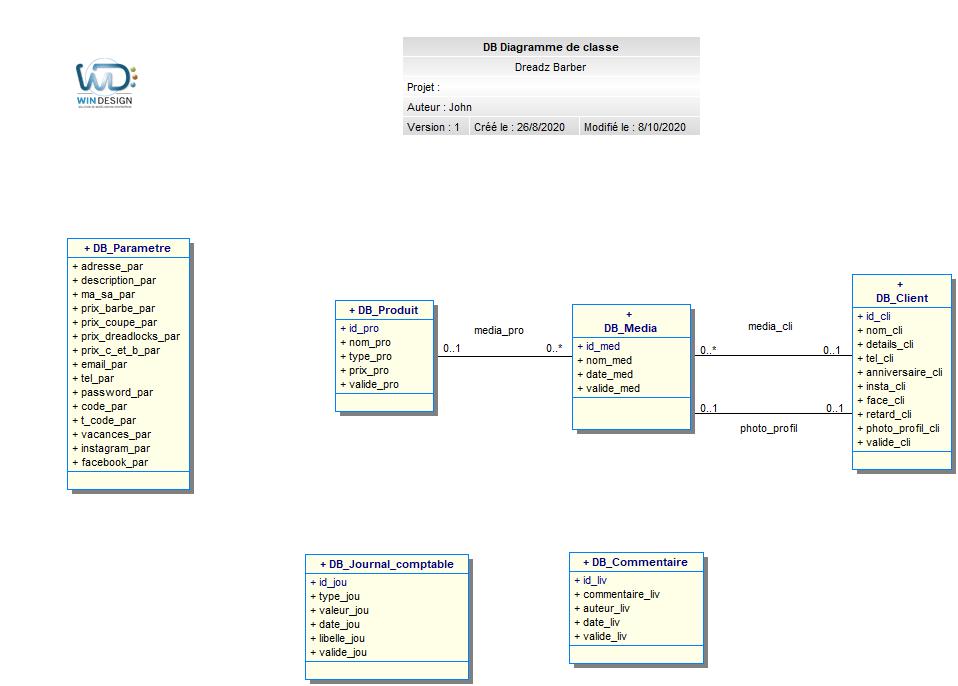 DB Diagramme de classe
Dreadz Barber
Projet :
Auteur : John
Version : 1 Créé le : 26/8/2020 Modifié le : 8/10/2020
WD
WINDESIGN
+ DB_Parametre
+ adresse_par
+ description_par
+ ma_sa_par
+ prix_barbe_par
+ prix_coupe_par
+ prix_dreadlocks_par
+ prix_c_et_b_par
+ email_par
+ tel_par
+ password_par
+ code_par
+ t_code_par
+ vacances_par
+ instagram_par
+ facebook_par
+ DB_Produit
+ id_pro
+ nom_pro
+ type_pro
+ prix_pro
+ valide_pro
media_pro
0..1 0..*
+
DB_Media
+ id_med
+ nom_med
+ date_med
+ valide_med
media_cli
0..* 0..1
0..1 0..1
photo_profil
+
DB_Client
+ id_cli
+ nom_cli
+ details_cli
+ tel_cli
+ anniversaire_cli
+ insta_cli
+ face_cli
+ retard_cli
+ photo_profil_cli
+ valide_cli
+ DB_Journal_comptable
+ id_jou
+ type_jou
+ valeur_jou
+ date_jou
+ libelle_jou
+ valide_jou
+ DB_Commentaire
+ id_liv
+ commentaire_liv
+ auteur_liv
+ date_liv
+ valide_liv